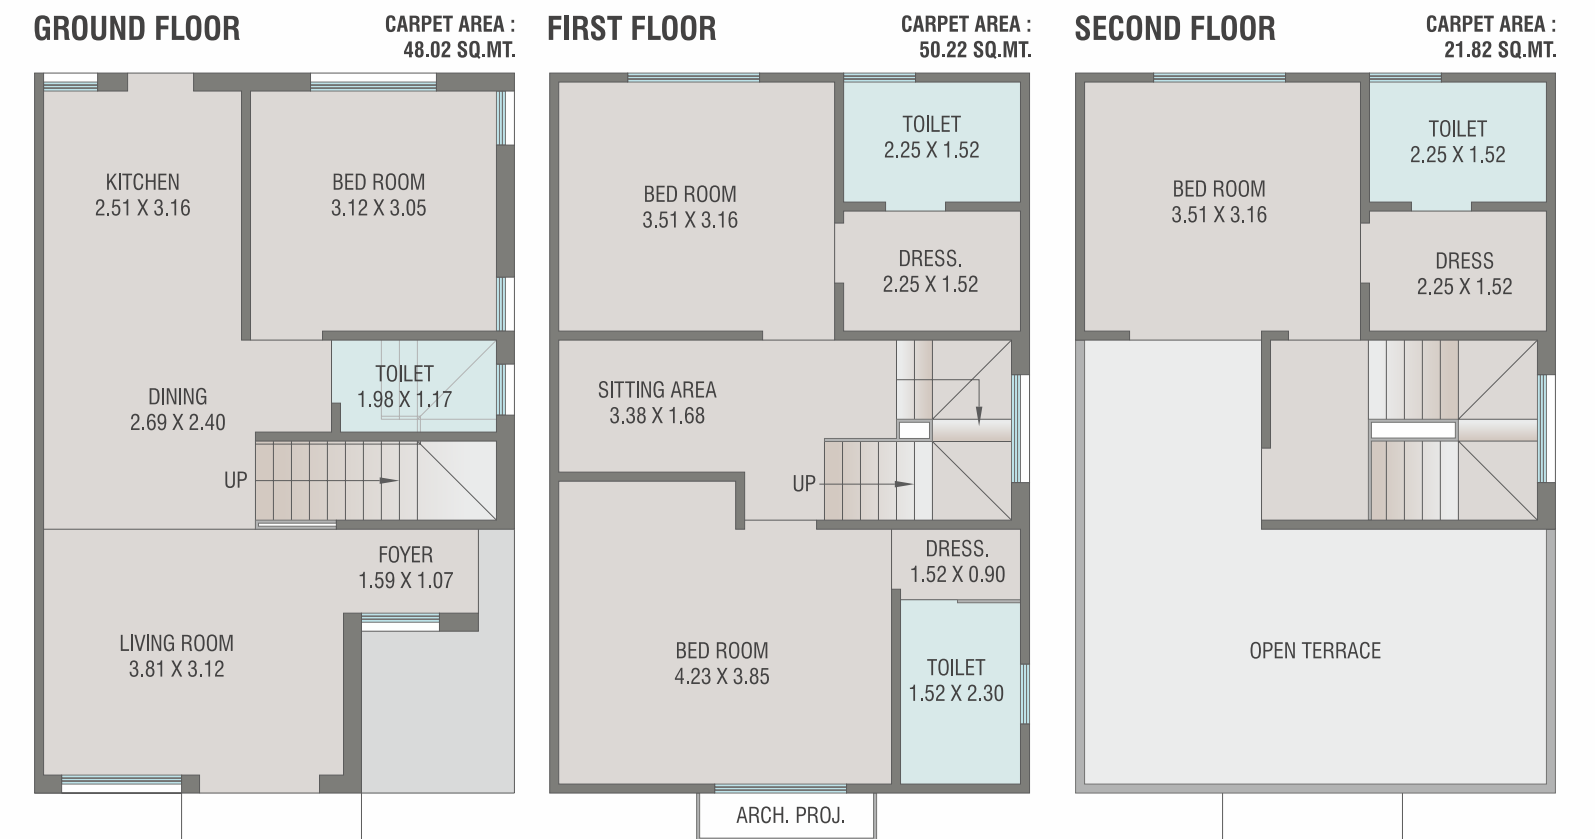 GROUND FLOOR
CARPET AREA :
48.02 SQ.MT.
KITCHEN
2.51 X 3.16
BED ROOM
3.12 X 3.05
TOILET
1.98 X 1.17
DINING
2.69 X 2.40
UP
FOYER
1.59 X 1.07
LIVING ROOM
3.81 X 3.12
FIRST FLOOR
CARPET AREA :
50.22 SQ.MT.
TOILET
2.25 X 1.52
BED ROOM
3.51 X 3.16
DRESS.
2.25 X 1.52
SITTING AREA
3.38 X 1.68
UP
DRESS.
1.52 X 0.90
BED ROOM
4.23 X 3.85
TOILET
1.52 X 2.30
ARCH. PROJ.
SECOND FLOOR
CARPET AREA :
21.82 SQ.MT.
TOILET
2.25 X 1.52
BED ROOM
3.51 X 3.16
DRESS
2.25 X 1.52
OPEN TERRACE